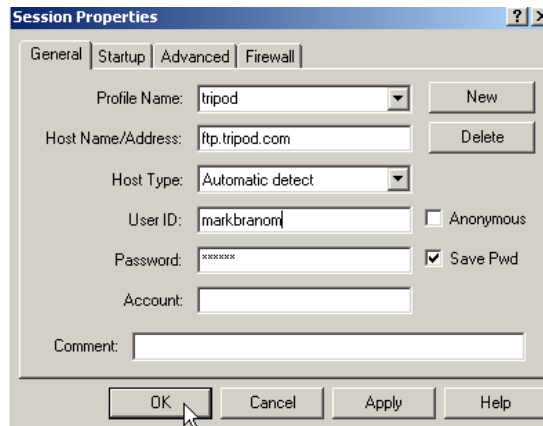 Session Properties
General Startup Advanced Firewall
Profile Name: tripod New
Host Name/Address: ftp.tripod.com Delete
Host Type: Automatic detect
User ID: markbranom Anonymous
Password: ****** Save Pwd
Account:
Comment:
OK Cancel Apply Help